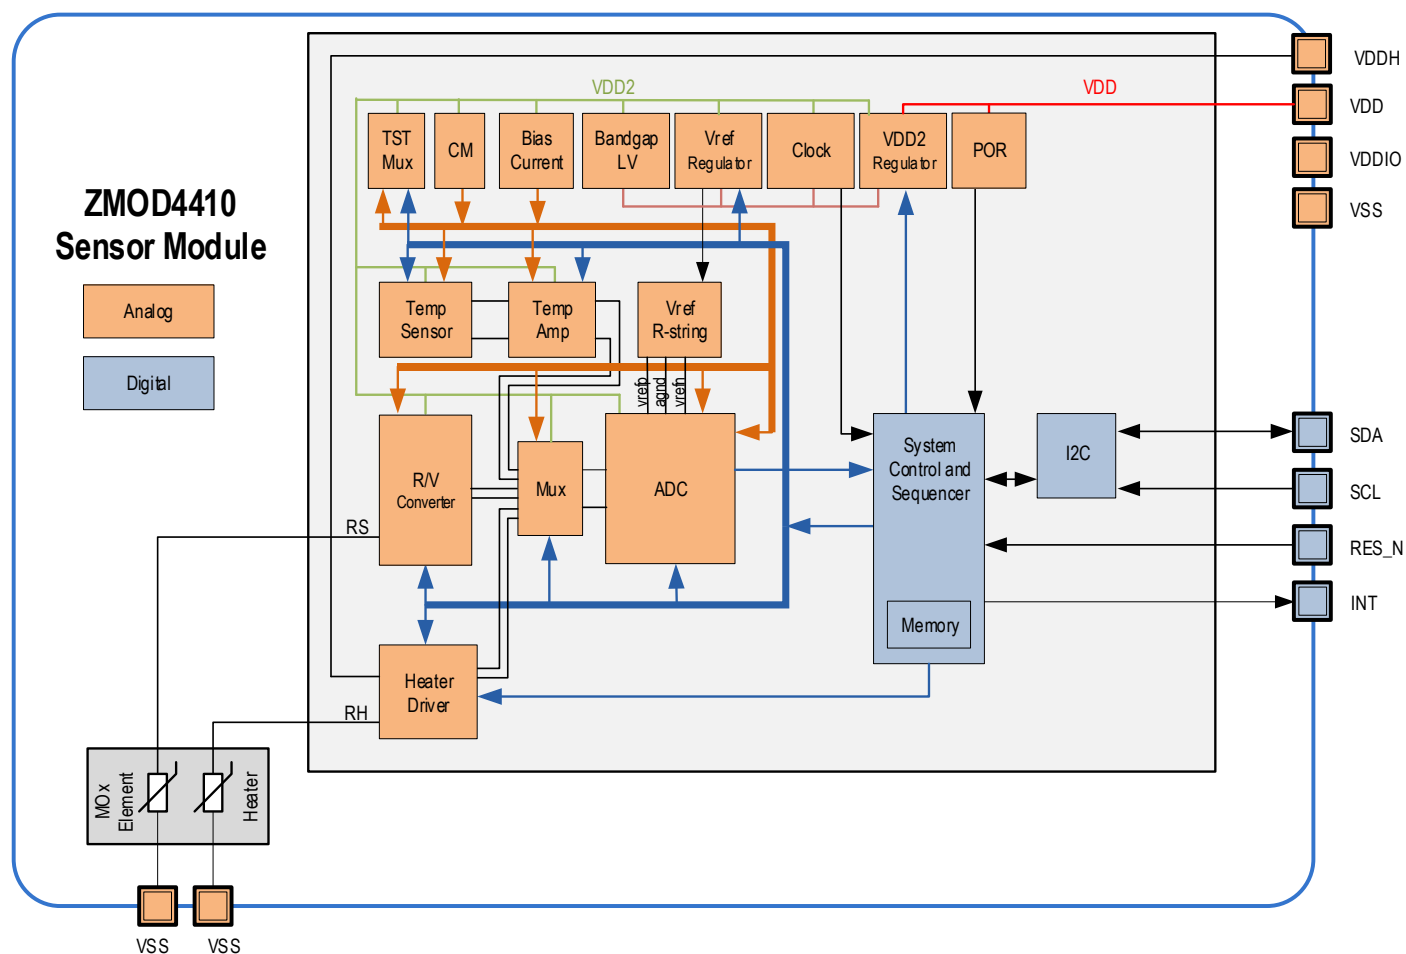 VDDH
VDD2
VDD
VDD
TST
Mux
CM
Bias
Current
Bandgap
LV
Vref
Regulator
Clock
VDD2
Regulator
POR
VDDIO
VSS
ZMOD4410
Sensor Module
Analog
Digital
Temp
Sensor
Temp
Amp
Vref
R-string
vrefp
agnd
vrefn
R/V
Converter
Mux
ADC
System
Control and
Sequencer
Memory
I2C
SDA
SCL
RES_N
INT
RS
Heater
Driver
RH
MOx
Element
Heater
VSS
VSS